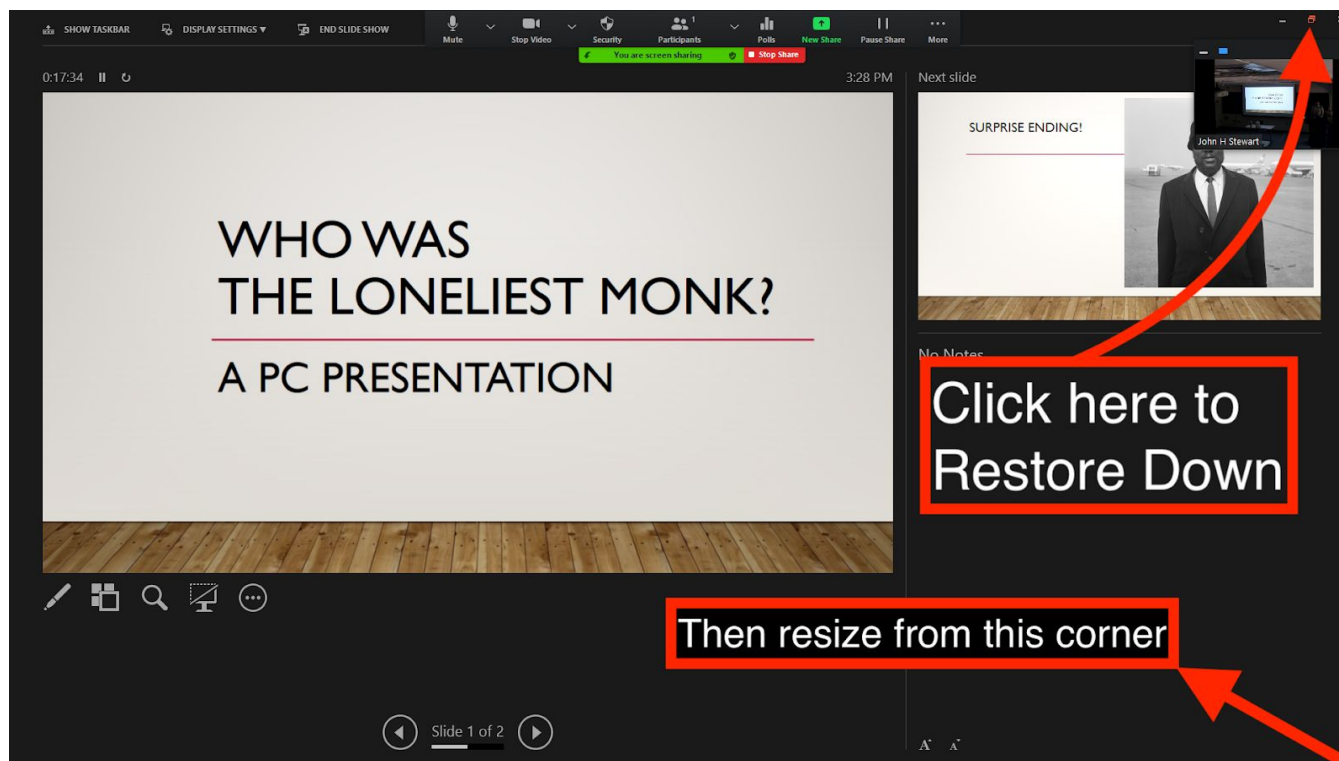 SHOW TASKBAR
DISPLAY SETTINGS ▼
END SLIDE SHOW
Mute
Stop Video
Security
1
Participants
Polls
New Share
Pause Share
More
You are screen sharing
Stop Share
0:17:34
3:28 PM
Next slide
WHO WAS
THE LONELIEST MONK?
A PC PRESENTATION
SURPRISE ENDING!
John H Stewart
No Notes
Click here to
Restore Down
Then resize from this corner
Slide 1 of 2
A A